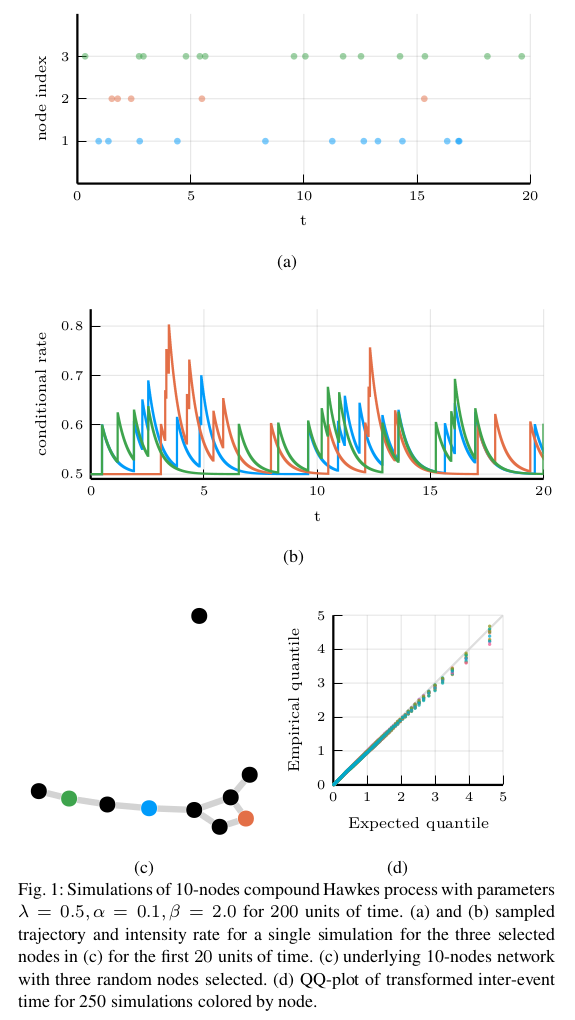 node index
3
2
1
0
5
10
15
20
t
(a)
conditional rate
0.8
0.7
0.6
0.5
0
5
10
15
20
t
(b)
Empirical quantile
5
4
3
2
1
0
0
1
2
3
4
5
Expected quantile
(c)
(d)
Fig. 1: Simulations of 10-nodes compound Hawkes process with parameters
λ = 0.5, α = 0.1, β = 2.0 for 200 units of time. (a) and (b) sampled
trajectory and intensity rate for a single simulation for the three selected
nodes in (c) for the first 20 units of time. (c) underlying 10-nodes network
with three random nodes selected. (d) QQ-plot of transformed inter-event
time for 250 simulations colored by node.